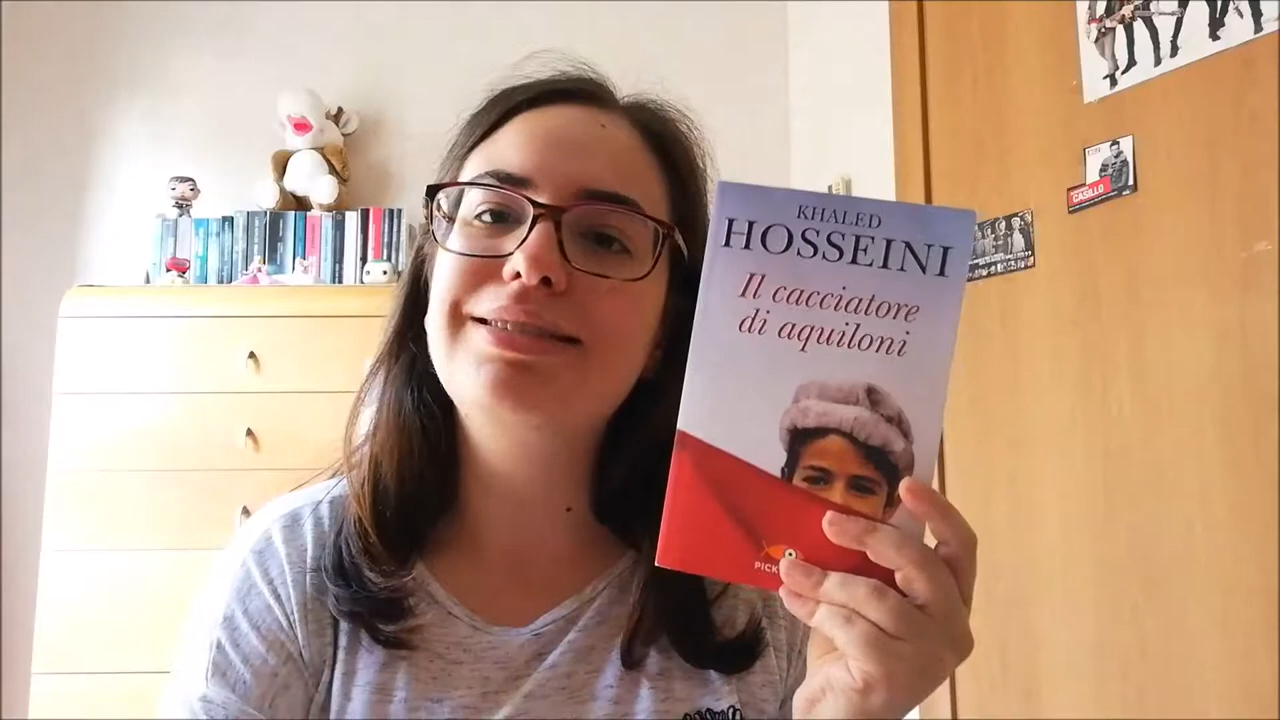 KHALED
HOSSEINI
Il cacciatore
di aquiloni
CASILLO